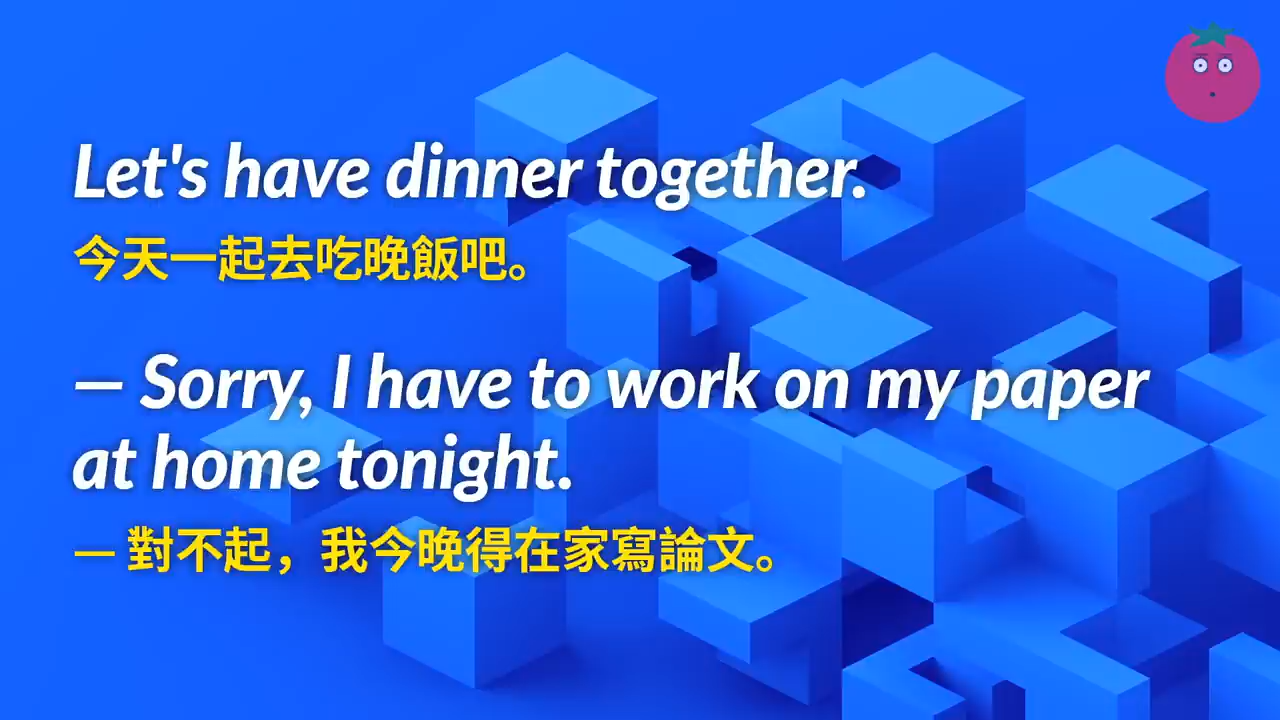 Let's have dinner together.
今天一起去吃晚飯吧。
— Sorry, I have to work on my paper
at home tonight.
— 對不起，我今晚得在家寫論文。